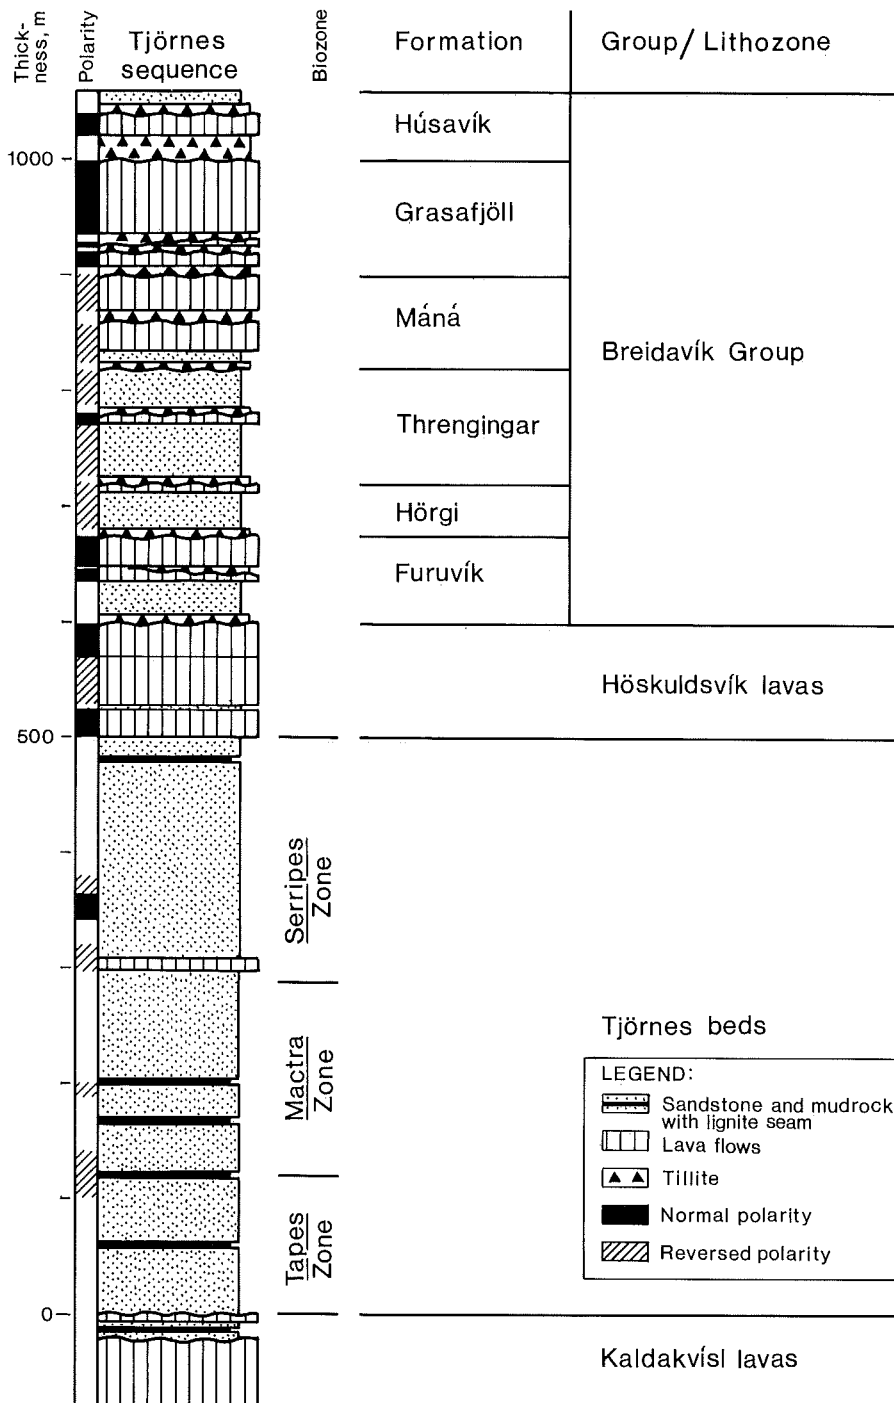 Thick-
ness, m
Polarity
Tjörnes
sequence
Biozone
Formation
Group/Lithozone
1000
500
0
Húsavík
Grasafjöll
Máná
Threngingar
Hörgi
Furuvík
Breidavík Group
Höskuldsvík lavas
Serripes
Zone
Mactra
Zone
Tapes
Zone
Tjörnes beds
LEGEND:
Sandstone and mudrock
with lignite seam
Lava flows
Tillite
Normal polarity
Reversed polarity
Kaldakvísl lavas